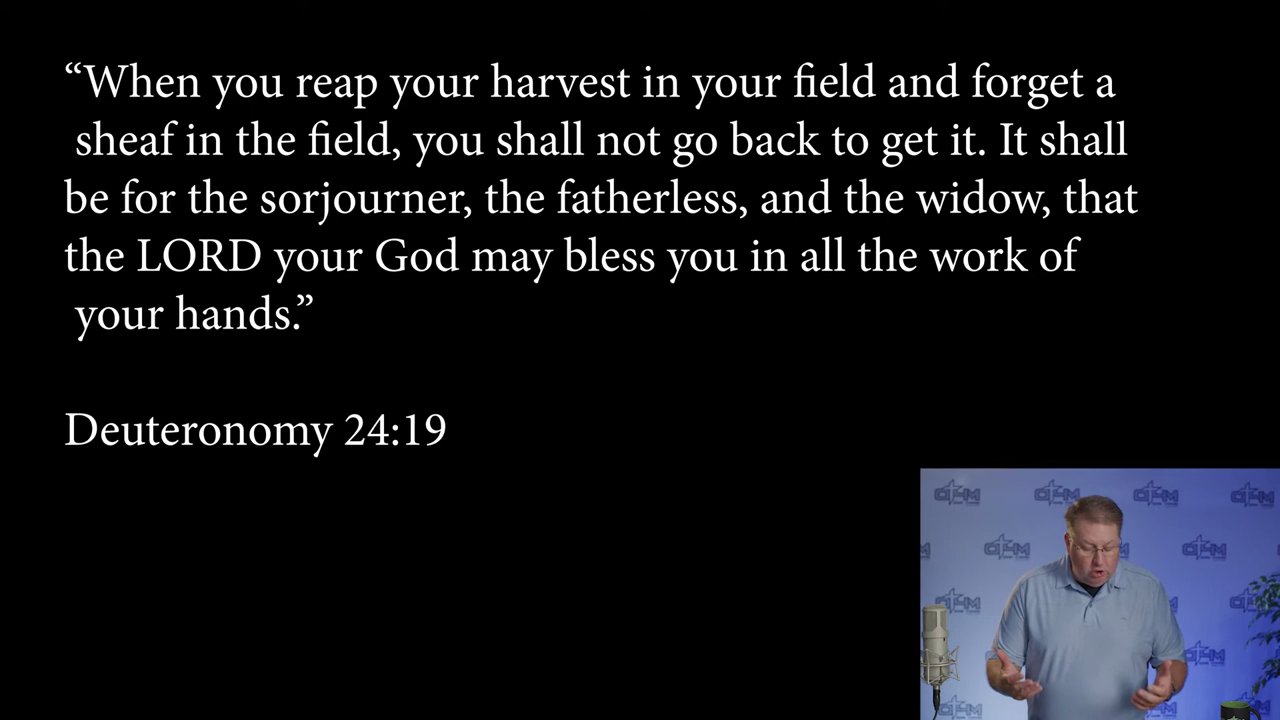 “When you reap your harvest in your field and forget a
sheaf in the field, you shall not go back to get it. It shall
be for the sorjourner, the fatherless, and the widow, that
the LORD your God may bless you in all the work of
your hands.”
Deuteronomy 24:19